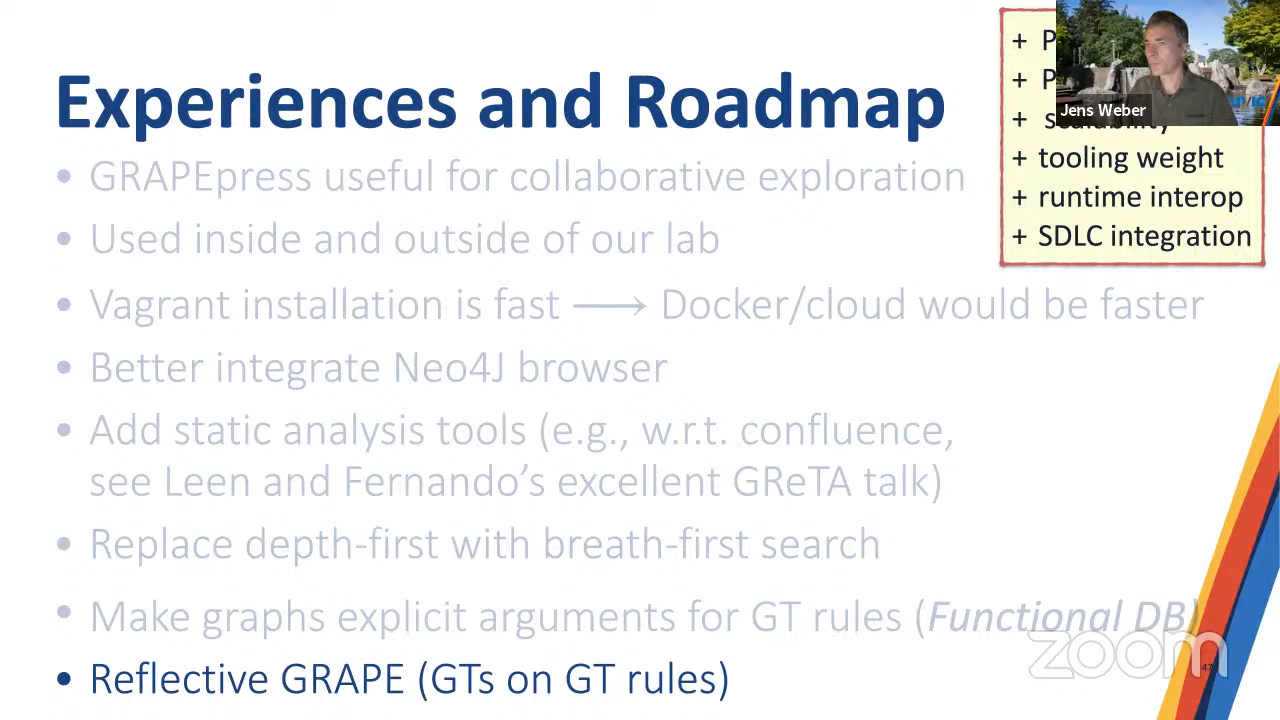 Experiences and Roadmap
• GRAPEpress useful for collaborative exploration
• Used inside and outside of our lab
• Vagrant installation is fast ⟶ Docker/cloud would be faster
• Better integrate Neo4J browser
• Add static analysis tools (e.g., w.r.t. confluence,
see Leen and Fernando’s excellent GReTA talk)
• Replace depth-first with breath-first search
• Make graphs explicit arguments for GT rules (Functional DB)
• Reflective GRAPE (GTs on GT rules)
+ P
+ P
+ scalability
+ tooling weight
+ runtime interop
+ SDLC integration
Jens Weber
zoom
47